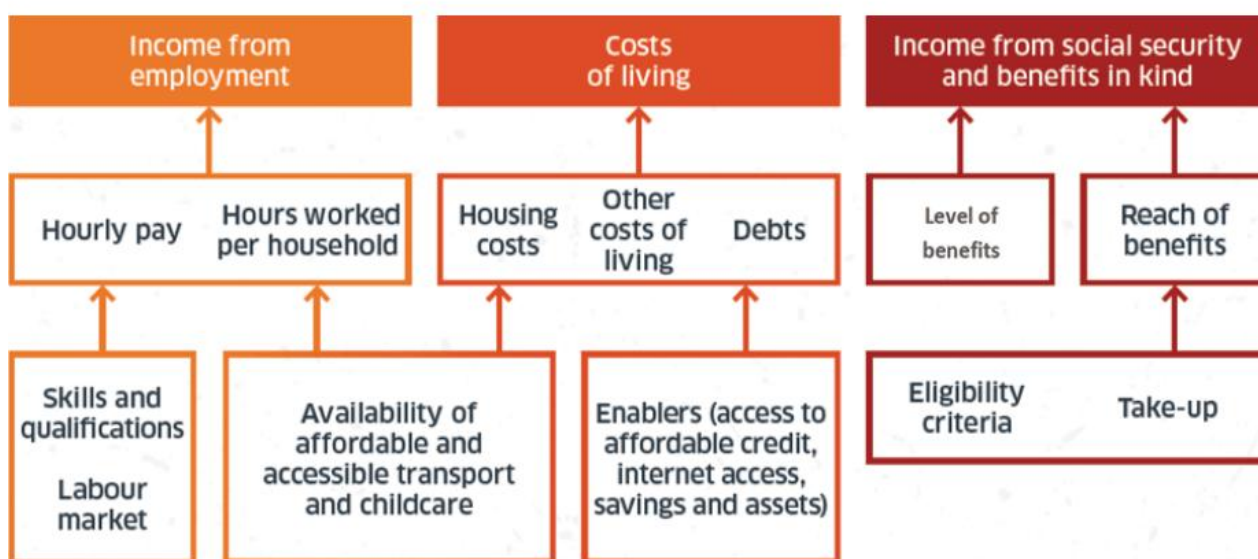 Income from
employment
Costs
of living
Income from social security
and benefits in kind
Hourly pay
Hours worked
per household
Housing
costs
Other
costs of
living
Debts
Level of
benefits
Reach of
benefits
Skills and
qualifications
Labour
market
Availability of
affordable and
accessible transport
and childcare
Enablers (access to
affordable credit,
internet access,
savings and assets)
Eligibility
criteria
Take-up